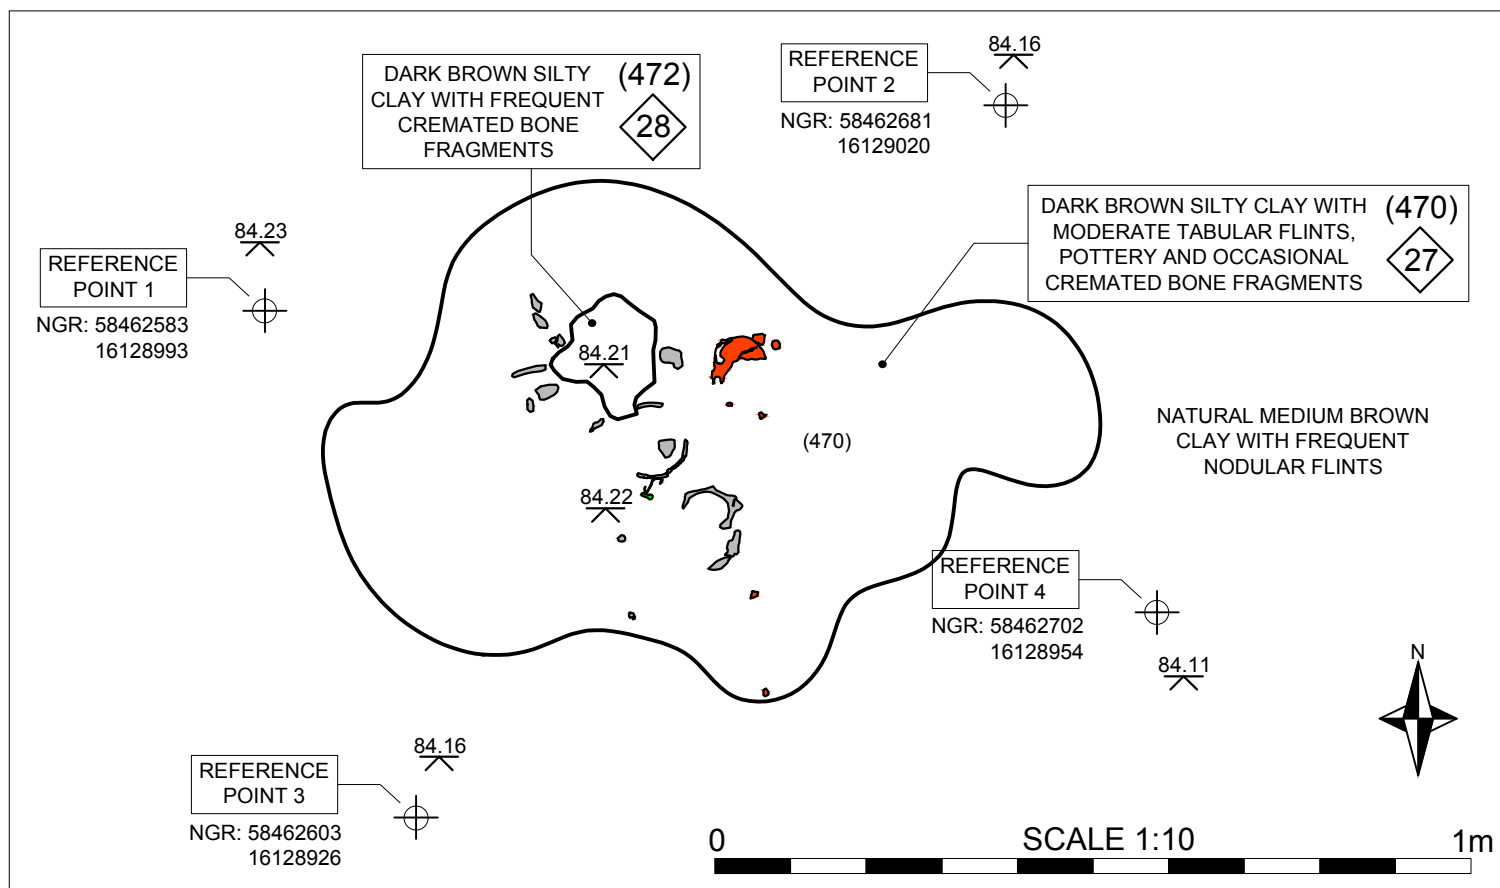 DARK BROWN SILTY (472)
CLAY WITH FREQUENT
CREMATED BONE 28
FRAGMENTS
REFERENCE
POINT 2
NGR: 58462681
16129020
84.16
DARK BROWN SILTY CLAY WITH (470)
MODERATE TABULAR FLINTS,
POTTERY AND OCCASIONAL 27
CREMATED BONE FRAGMENTS
84.23
REFERENCE
POINT 1
NGR: 58462583
16128993
84.21
(470)
NATURAL MEDIUM BROWN
CLAY WITH FREQUENT
NODULAR FLINTS
84.22
REFERENCE
POINT 4
NGR: 58462702
16128954
84.11
N
84.16
REFERENCE
POINT 3
NGR: 58462603
16128926
0 SCALE 1:10 1m